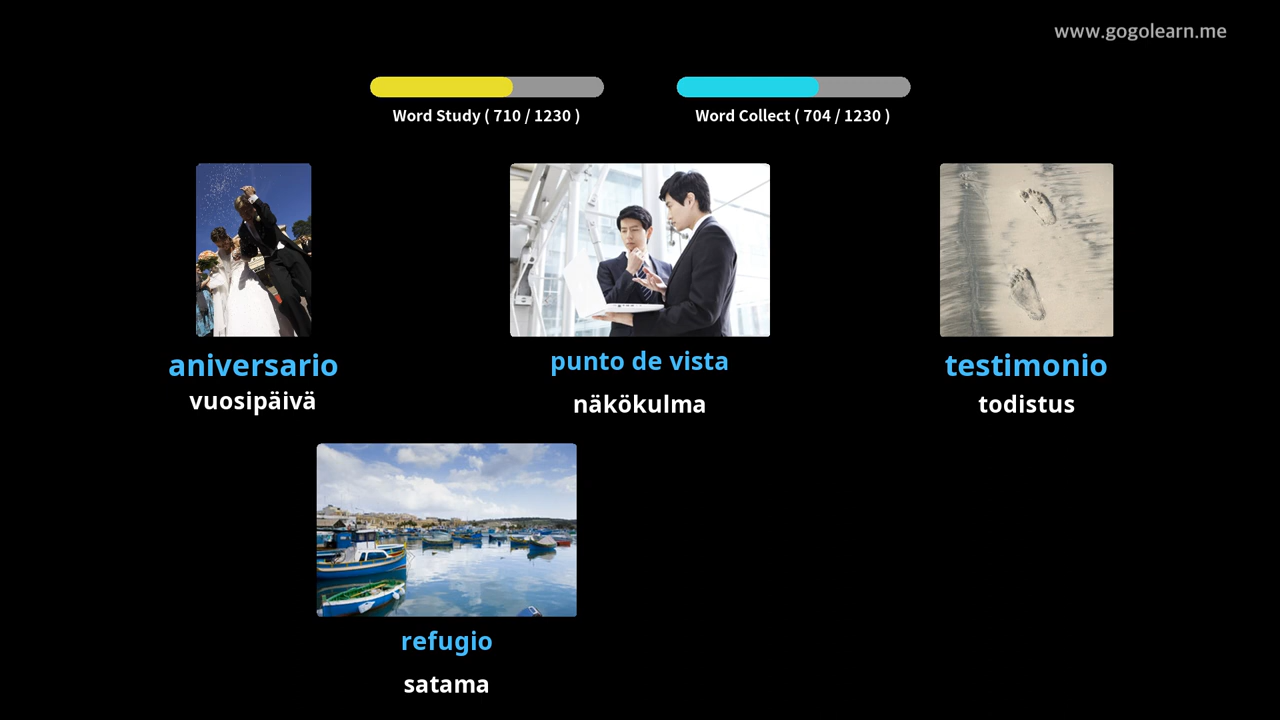 www.gogolearn.me
Word Study ( 710 / 1230 )
Word Collect ( 704 / 1230 )
aniversario
vuosipäivä
punto de vista
näkökulma
testimonio
todistus
refugio
satama